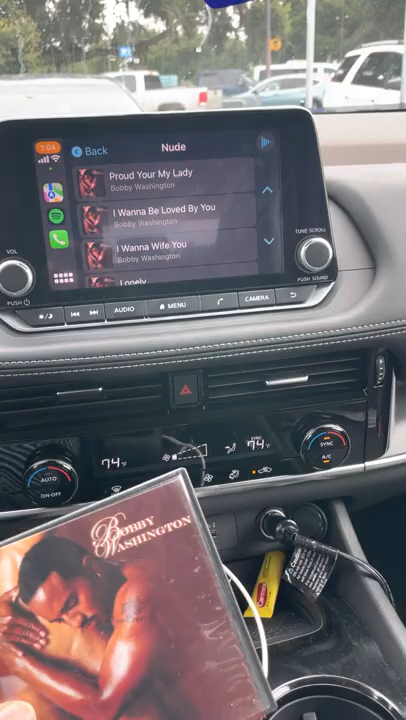 1:04
Back
Nude
Proud Your My Lady
Bobby Washington
I Wanna Be Loved By You
Bobby Washington
I Wanna Wife You
Bobby Washington
Lonely
VOL
PUSH
TUNE·SCROLL
PUSH SOUND
AUDIO
MENU
CAMERA
74°F
SYNC
74°F
AUTO
ON·OFF
SYNC
A/C
BOBBY
WASHINGTON